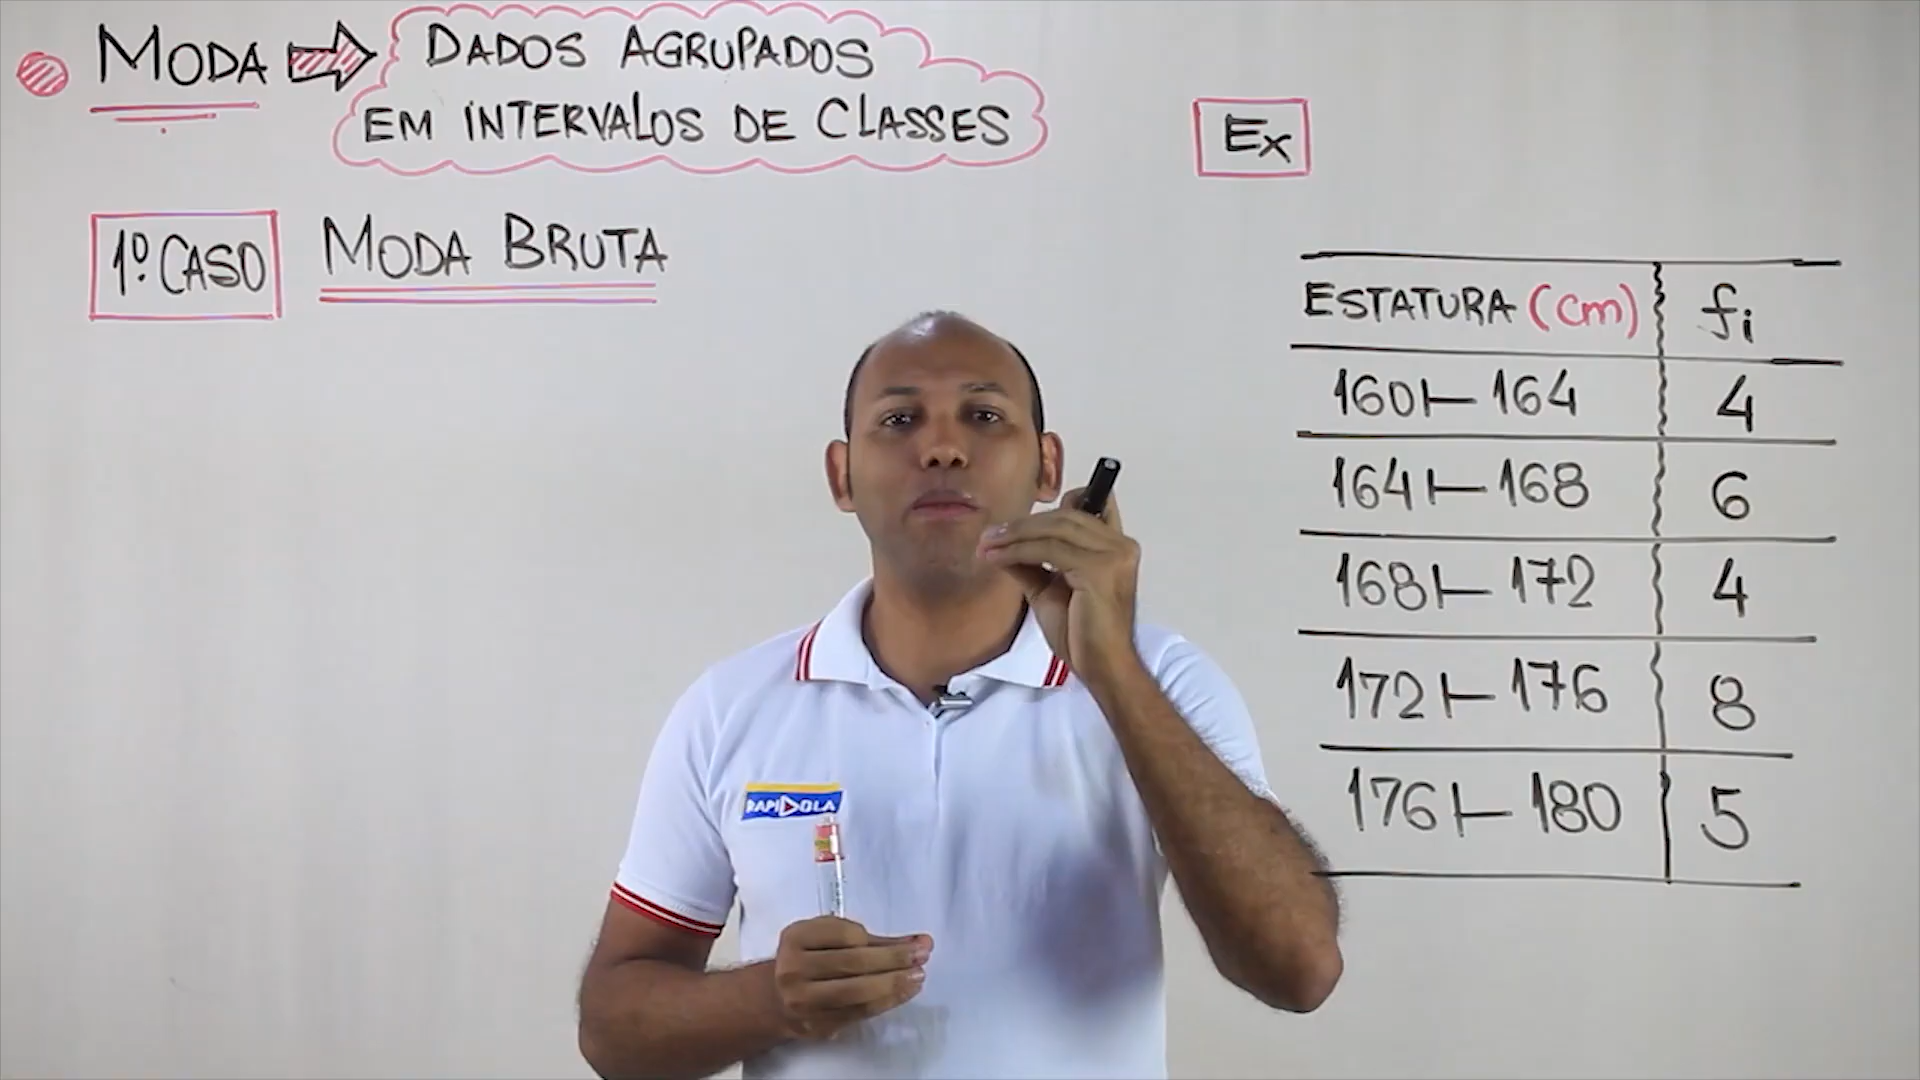 MODA
DADOS AGRUPADOS
EM INTERVALOS DE CLASSES
1º. CASO
MODA BRUTA
Ex
ESTATURA (cm) fi
160 ⊢ 164 4
164 ⊢ 168 6
168 ⊢ 172 4
172 ⊢ 176 8
176 ⊢ 180 5
RAPIDOLA